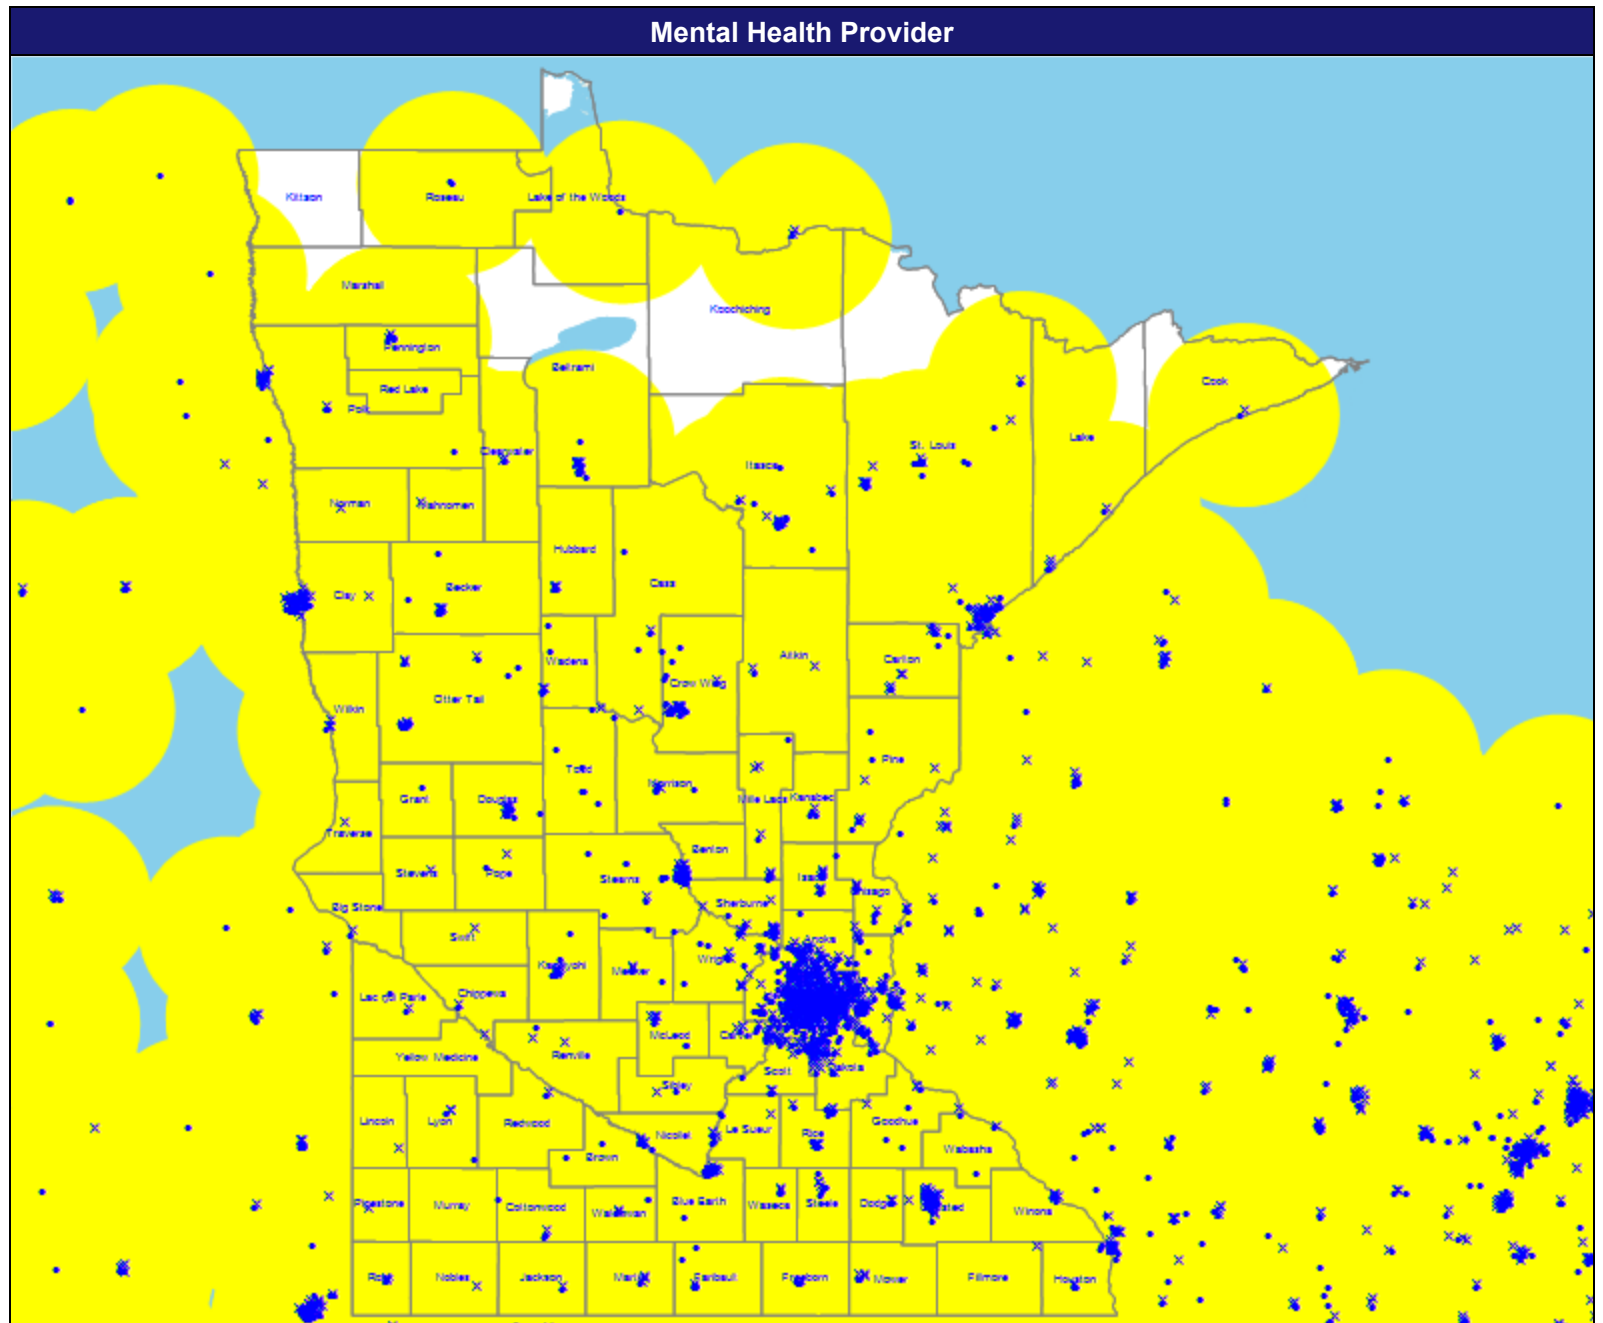 Mental Health Provider
Kittson
Roseau
Lake of the Woods
Marshall
Koochiching
Pennington
Beltrami
Red Lake
Polk
Cook
Clearwater
St. Louis
Lake
Itasca
Norman
Mahnomen
Hubbard
Clay
Becker
Cass
Wadena
Aitkin
Carlton
Crow Wing
Otter Tail
Wilkin
Todd
Pine
Morrison
Grant
Douglas
Mille Lacs
Kanabec
Traverse
Benton
Stevens
Pope
Stearns
Isanti
Chisago
Big Stone
Sherburne
Swift
Anoka
Kandiyohi
Meeker
Wright
Lac qui Parle
Chippewa
McLeod
Carver
Yellow Medicine
Renville
Scott
Dakota
Sibley
Lincoln
Lyon
Redwood
Nicollet
Le Sueur
Rice
Goodhue
Brown
Wabasha
Pipestone
Murray
Cottonwood
Watonwan
Blue Earth
Waseca
Steele
Dodge
Olmsted
Winona
Rock
Nobles
Jackson
Martin
Faribault
Freeborn
Mower
Fillmore
Houston